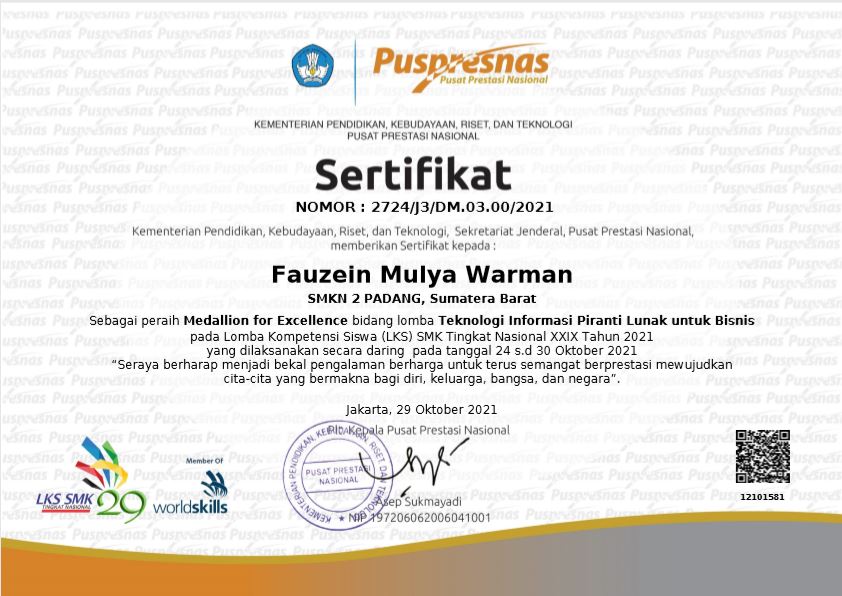 Puspresnas
Pusat Prestasi Nasional
KEMENTERIAN PENDIDIKAN, KEBUDAYAAN, RISET, DAN TEKNOLOGI
PUSAT PRESTASI NASIONAL
Sertifikat
NOMOR : 2724/J3/DM.03.00/2021
Kementerian Pendidikan, Kebudayaan, Riset, dan Teknologi, Sekretariat Jenderal, Pusat Prestasi Nasional,
memberikan Sertifikat kepada :
Fauzein Mulya Warman
SMKN 2 PADANG, Sumatera Barat
Sebagai peraih Medallion for Excellence bidang lomba Teknologi Informasi Piranti Lunak untuk Bisnis
pada Lomba Kompetensi Siswa (LKS) SMK Tingkat Nasional XXIX Tahun 2021
yang dilaksanakan secara daring pada tanggal 24 s.d 30 Oktober 2021
“Seraya berharap menjadi bekal pengalaman berharga untuk terus semangat berprestasi mewujudkan
cita-cita yang bermakna bagi diri, keluarga, bangsa, dan negara”.
Jakarta, 29 Oktober 2021
Plt. Kepala Pusat Prestasi Nasional
KEMENTERIAN PENDIDIKAN, KEBUDAYAAN, RISET DAN TEKNOLOGI
PUSAT PRESTASI
NASIONAL
Asep Sukmayadi
NIP 197206062006041001
LKS SMK
TINGKAT NASIONAL
29
Member Of
worldskills
12101581